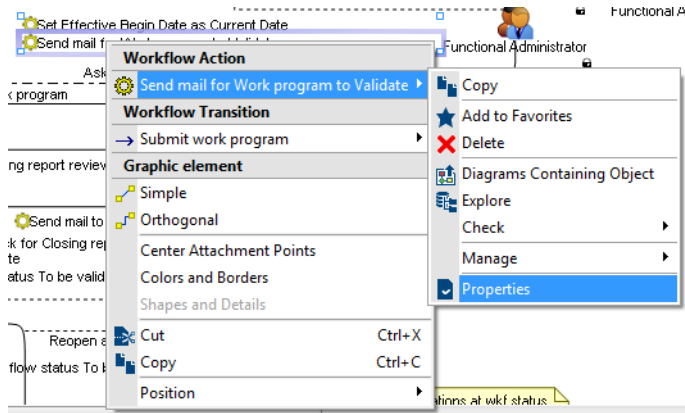 Set Effective Begin Date as Current Date
Functional A
Send mail f
Functional Administrator
Workflow Action
Ask
Send mail for Work program to Validate
Copy
program
Workflow Transition
Add to Favorites
Submit work program
Delete
ng report review
Graphic element
Diagrams Containing Object
Simple
Explore
Send mail to
Orthogonal
Check
k for Closing rep
te
Center Attachment Points
Manage
atus To be valid
Colors and Borders
Properties
Shapes and Details
Reopen a
Cut Ctrl+X
flow status To b
Copy Ctrl+C
Position
ations at wkf status